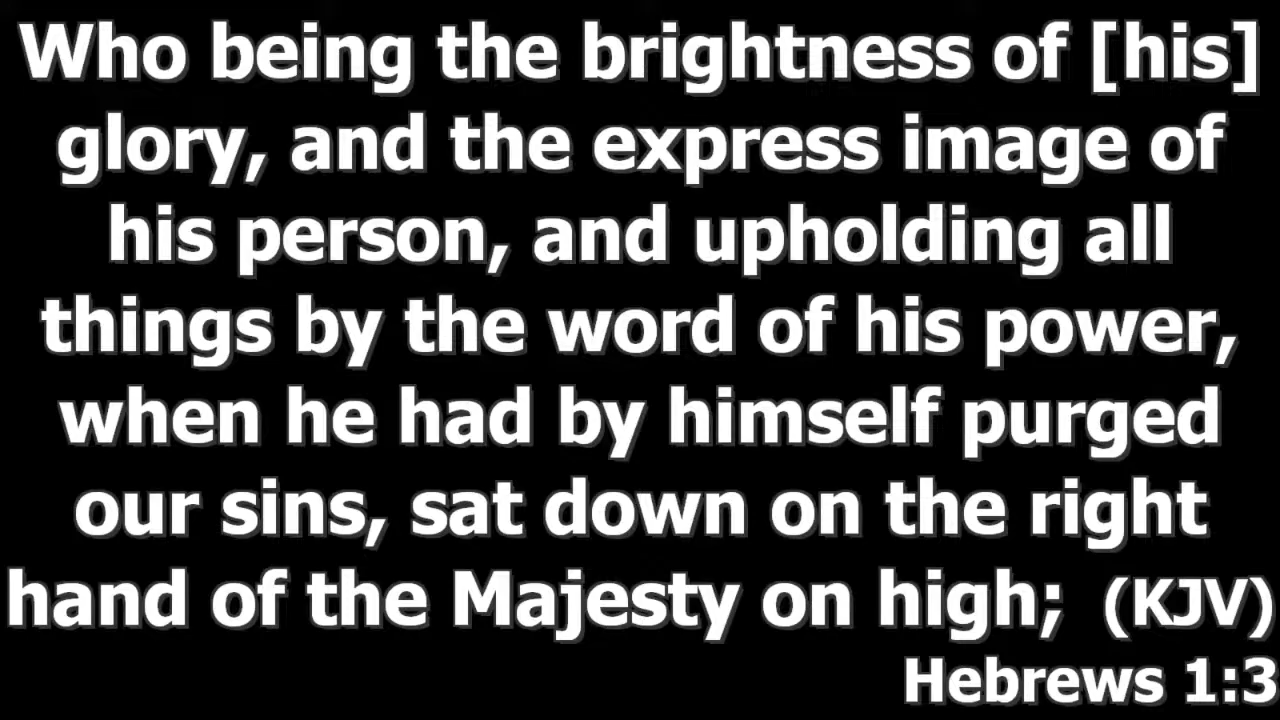 Who being the brightness of [his]
glory, and the express image of
his person, and upholding all
things by the word of his power,
when he had by himself purged
our sins, sat down on the right
hand of the Majesty on high; (KJV)
Hebrews 1:3